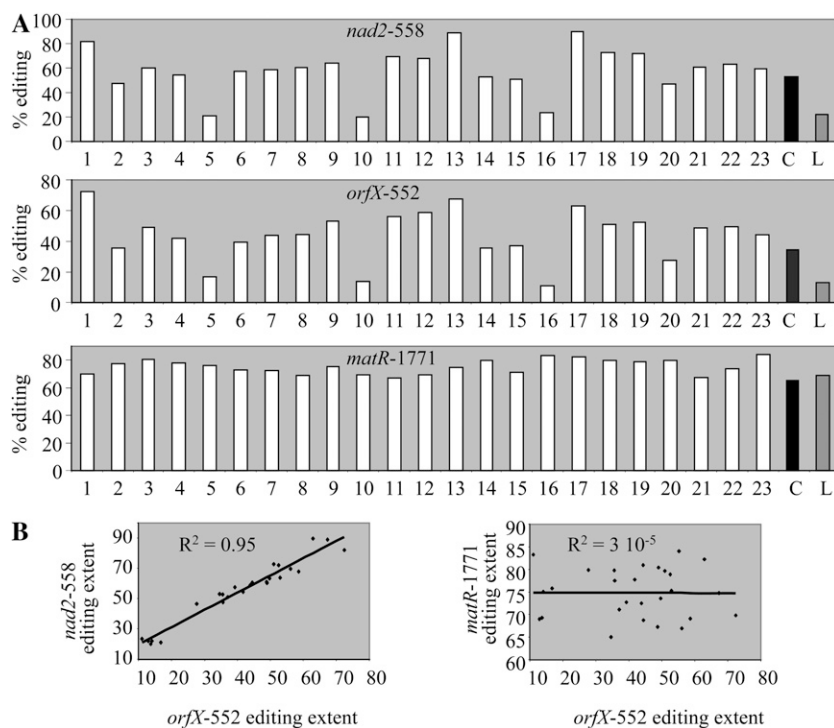 A
nad2-558
% editing
100
80
60
40
20
0
1 2 3 4 5 6 7 8 9 10 11 12 13 14 15 16 17 18 19 20 21 22 23 C L
orfX-552
% editing
80
60
40
20
0
1 2 3 4 5 6 7 8 9 10 11 12 13 14 15 16 17 18 19 20 21 22 23 C L
matR-1771
% editing
80
60
40
20
0
1 2 3 4 5 6 7 8 9 10 11 12 13 14 15 16 17 18 19 20 21 22 23 C L
B
R² = 0.95
nad2-558
editing extent
90
70
50
30
10
10 20 30 40 50 60 70 80
orfX-552 editing extent
R² = 3 10⁻⁵
matR-1771
editing extent
90
85
80
75
70
65
60
10 20 30 40 50 60 70 80
orfX-552 editing extent